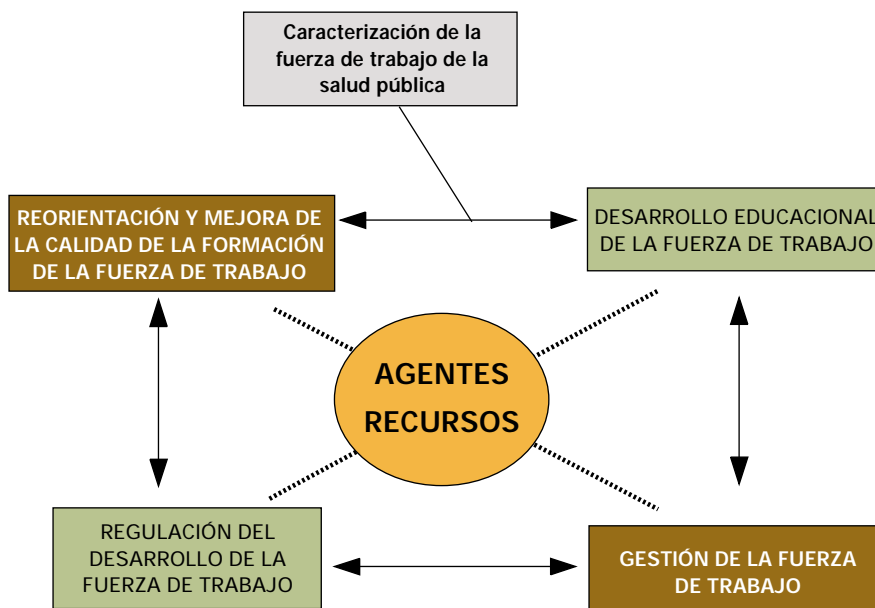 Caracterización de la
fuerza de trabajo de la
salud pública
REORIENTACIÓN Y MEJORA DE
LA CALIDAD DE LA FORMACIÓN
DE LA FUERZA DE TRABAJO
DESARROLLO EDUCACIONAL
DE LA FUERZA DE TRABAJO
AGENTES
RECURSOS
REGULACIÓN DEL
DESARROLLO DE LA
FUERZA DE TRABAJO
GESTIÓN DE LA FUERZA
DE TRABAJO